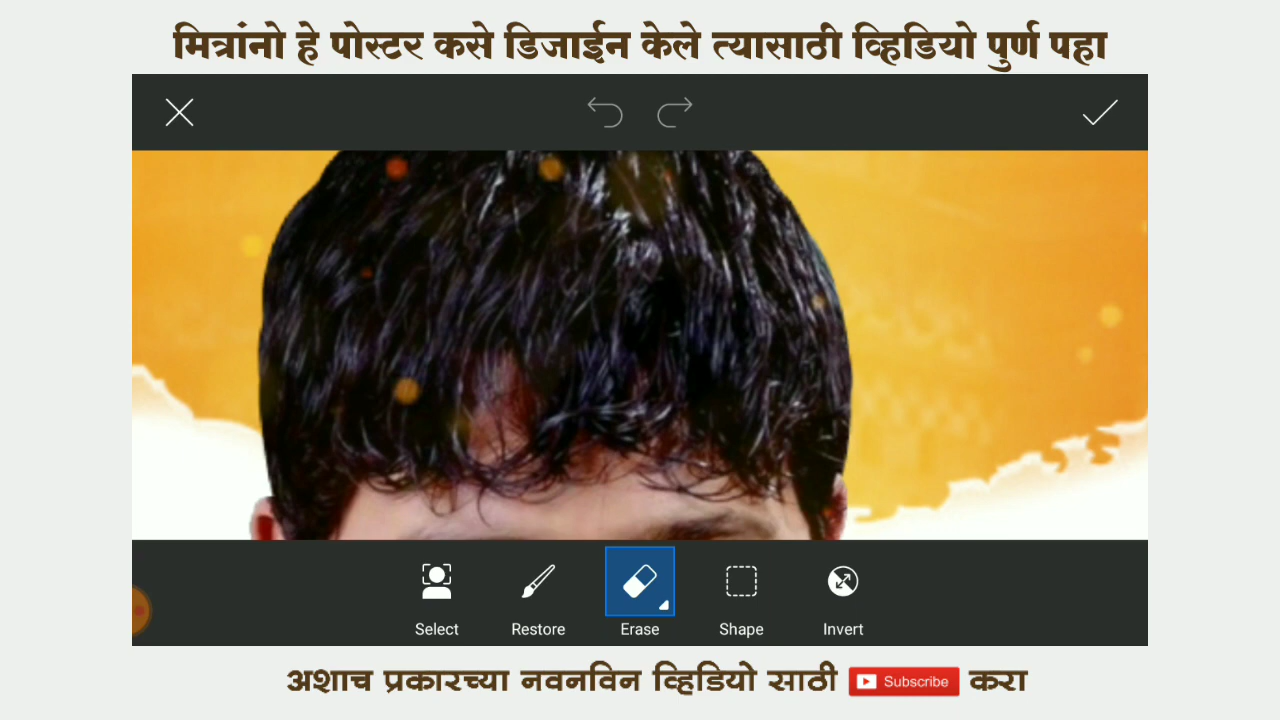 मित्रांनो हे पोस्टर कसे डिजाईन केले त्यासाठी व्हिडियो पुर्ण पहा
Select Restore Erase Shape Invert
अशाच प्रकारच्या नवनविन व्हिडियो साठी Subscribe करा